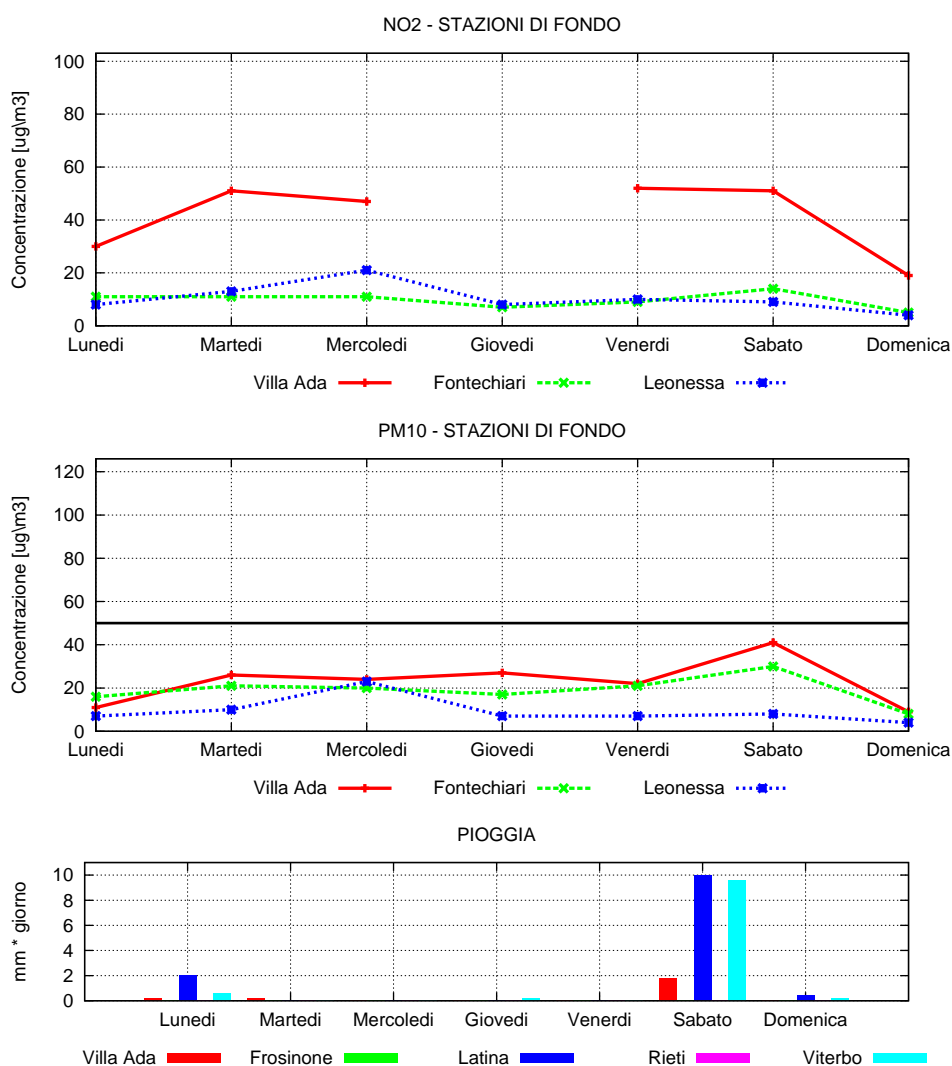 NO2 - STAZIONI DI FONDO
Concentrazione [ug\m3]
100
80
60
40
20
0
Lunedi Martedi Mercoledi Giovedi Venerdi Sabato Domenica
Villa Ada Fontechiari Leonessa
PM10 - STAZIONI DI FONDO
Concentrazione [ug\m3]
120
100
80
60
40
20
0
Lunedi Martedi Mercoledi Giovedi Venerdi Sabato Domenica
Villa Ada Fontechiari Leonessa
PIOGGIA
mm * giorno
10
8
6
4
2
0
Lunedi Martedi Mercoledi Giovedi Venerdi Sabato Domenica
Villa Ada Frosinone Latina Rieti Viterbo